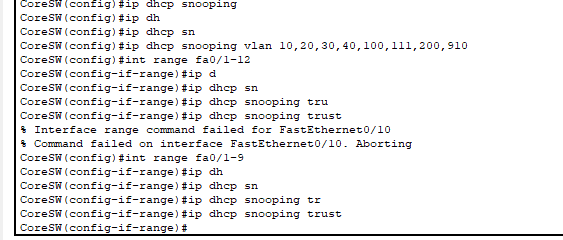 CoreSW(config)#ip dhcp snooping
CoreSW(config)#ip dh
CoreSW(config)#ip dhcp sn
CoreSW(config)#ip dhcp snooping vlan 10,20,30,40,100,111,200,910
CoreSW(config)#int range fa0/1-12
CoreSW(config-if-range)#ip d
CoreSW(config-if-range)#ip dhcp sn
CoreSW(config-if-range)#ip dhcp snooping tru
CoreSW(config-if-range)#ip dhcp snooping trust
% Interface range command failed for FastEthernet0/10
% Command failed on interface FastEthernet0/10. Aborting
CoreSW(config-if-range)#int range fa0/1-9
CoreSW(config-if-range)#ip dh
CoreSW(config-if-range)#ip dhcp sn
CoreSW(config-if-range)#ip dhcp snooping tr
CoreSW(config-if-range)#ip dhcp snooping trust
CoreSW(config-if-range)#